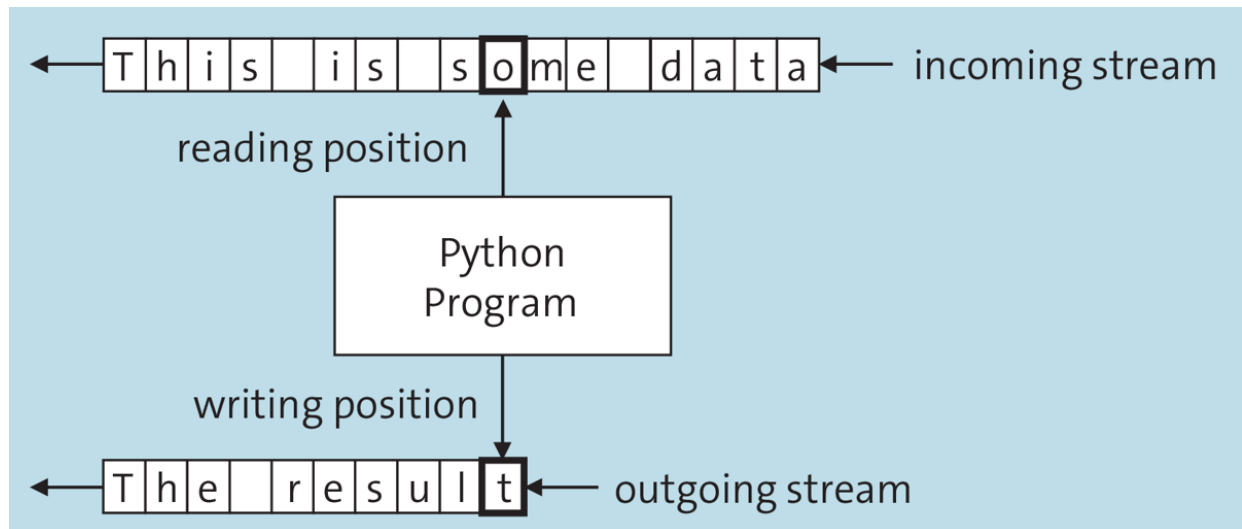 This is some data
incoming stream
reading position
Python
Program
writing position
The result
outgoing stream